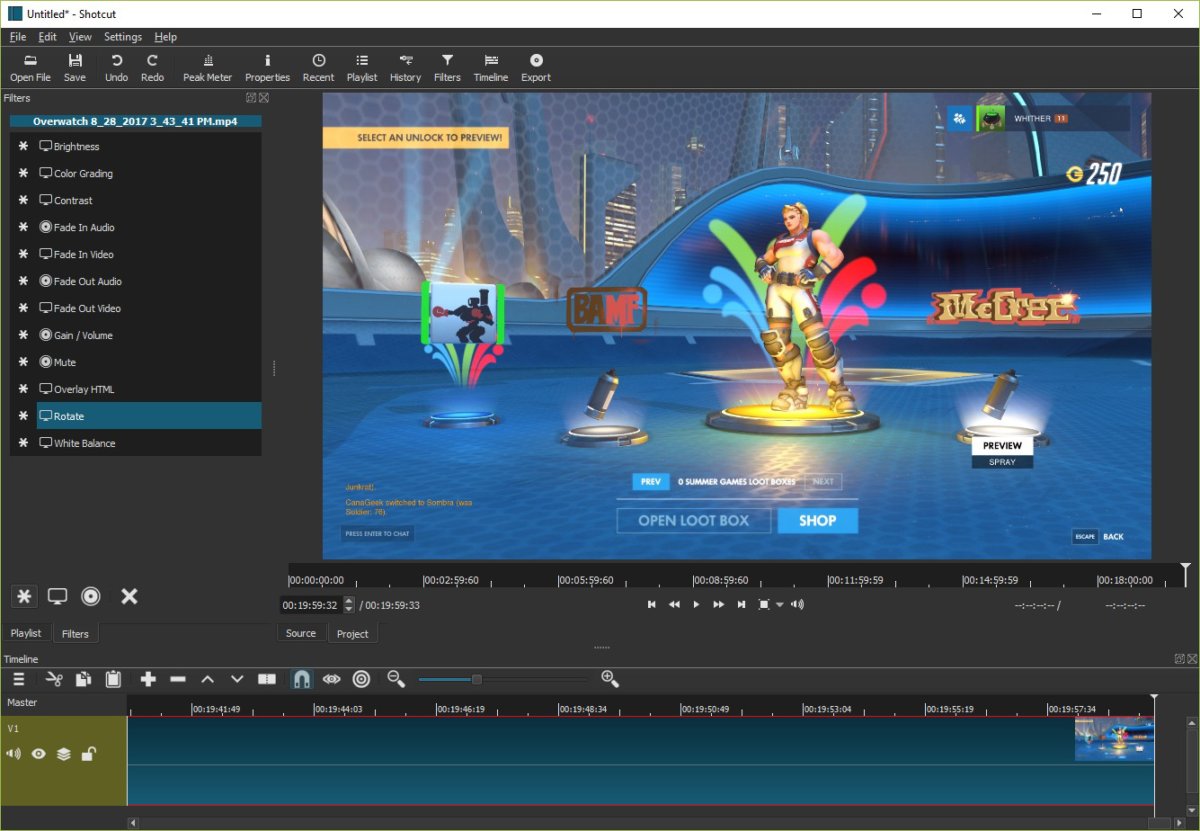 Untitled* - Shotcut
File Edit View Settings Help
Open File Save Undo Redo Peak Meter Properties Recent Playlist History Filters Timeline Export
Filters
Overwatch 8_28_2017 3_43_41 PM.mp4
Brightness
Color Grading
Contrast
Fade In Audio
Fade In Video
Fade Out Audio
Fade Out Video
Gain / Volume
Mute
Overlay HTML
Rotate
White Balance
SELECT AN UNLOCK TO PREVIEW!
WHITHER 11
250
BAMF
McCree
PREVIEW
SPRAY
PREV 0 SUMMER GAMES LOOT BOXES NEXT
Junkrat).
CanaGeek switched to Sombra (was
Soldier: 76).
OPEN LOOT BOX SHOP
PRESS ENTER TO CHAT
ESCAPE BACK
00:00:00:00 00:02:59:60 00:05:59:60 00:08:59:60 00:11:59:59 00:14:59:59 00:18:00:00
00:19:59:32 / 00:19:59:33 --:--:--:-- / --:--:--:--
Playlist Filters Source Project
Timeline
Master
00:19:41:49 00:19:44:03 00:19:46:19 00:19:48:34 00:19:50:49 00:19:53:04 00:19:55:19 00:19:57:34
V1